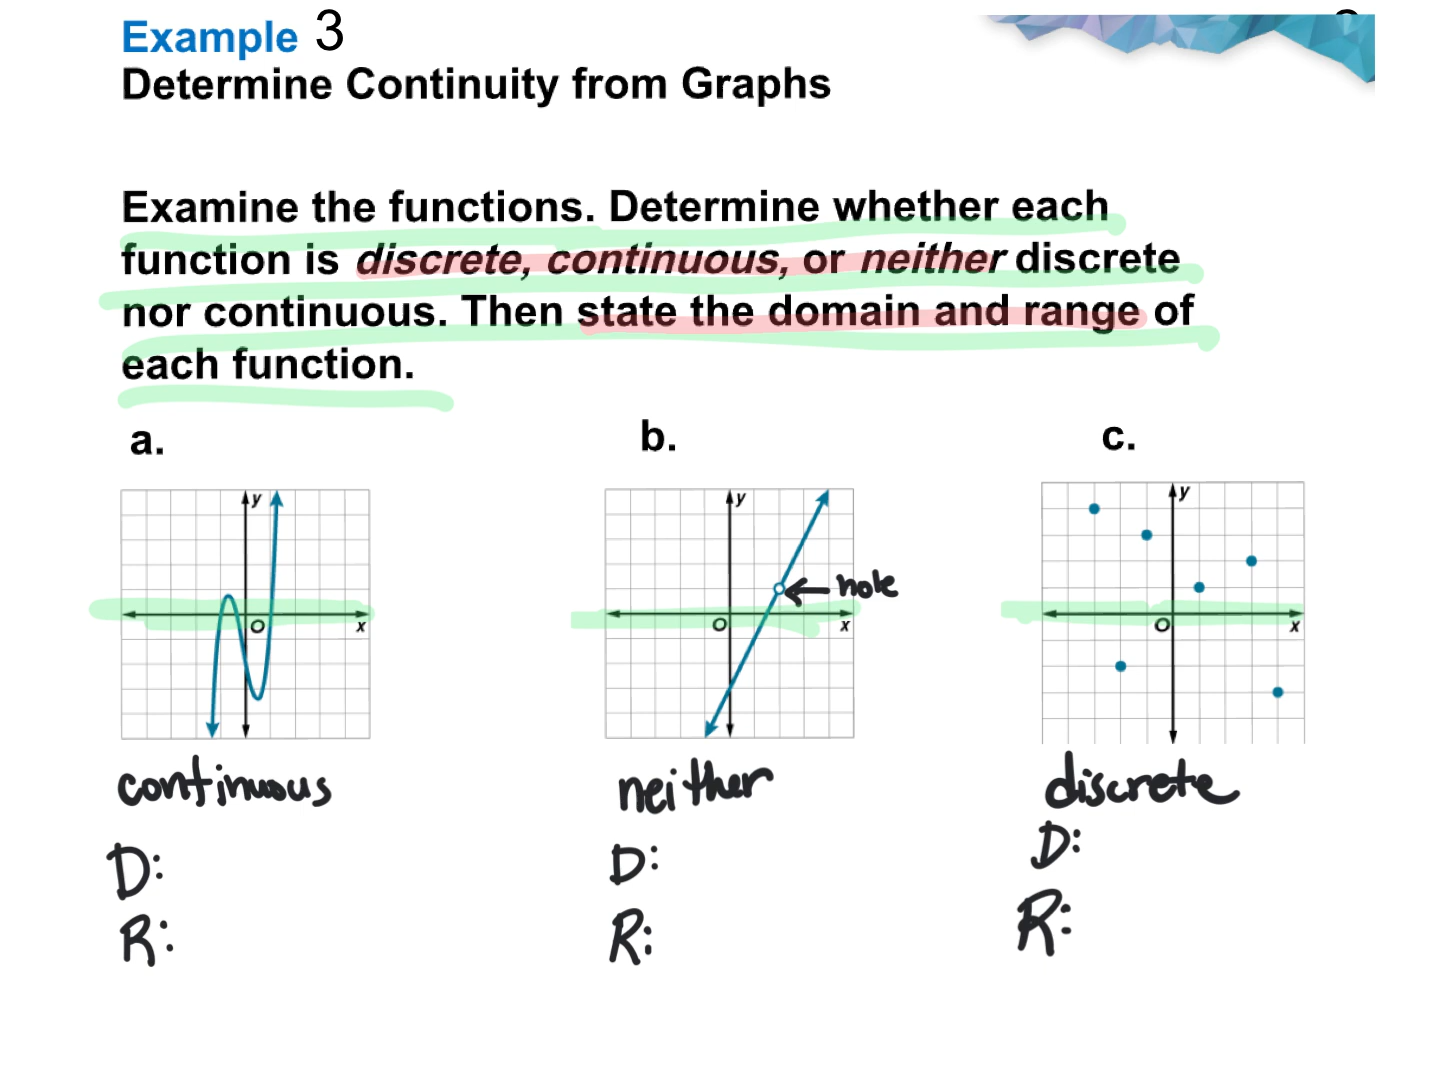 Example 3
Determine Continuity from Graphs
Examine the functions. Determine whether each
function is discrete, continuous, or neither discrete
nor continuous. Then state the domain and range of
each function.
a.
b.
c.
y
O
x
y
hole
O
x
y
O
x
continuous
neither
discrete
D:
D:
D:
R:
R:
R: